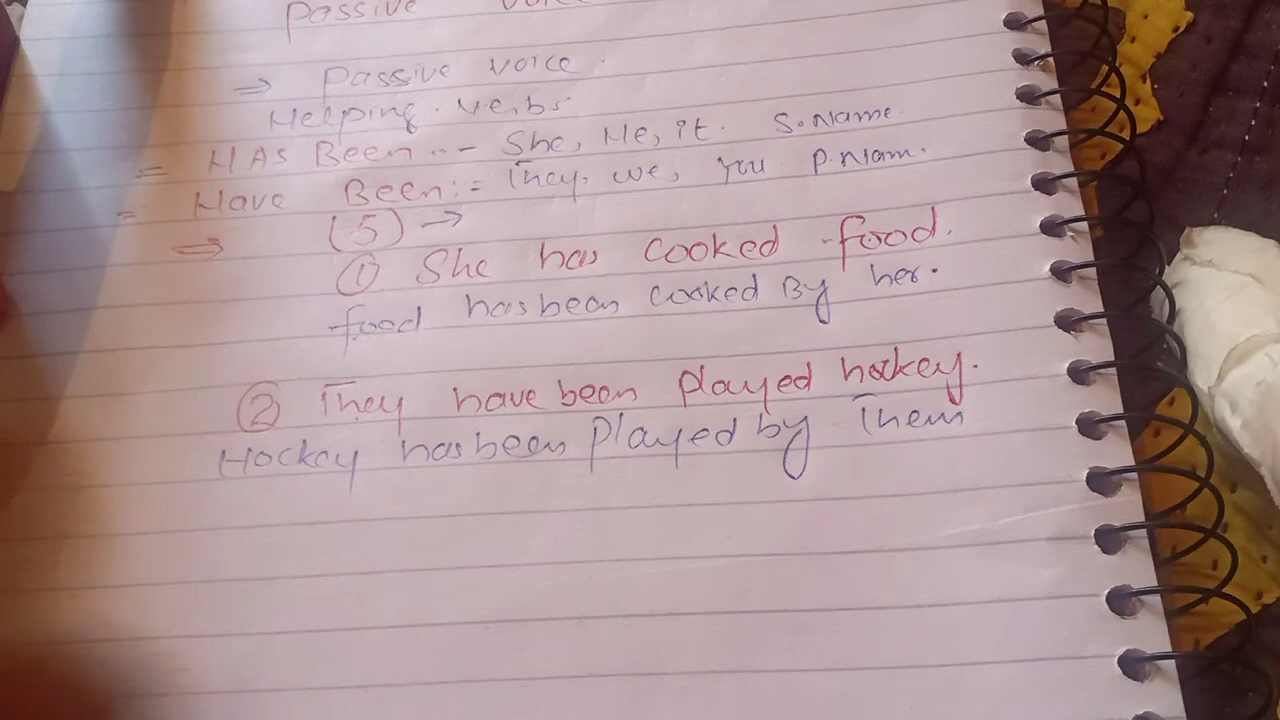 Passive voice
⇒ Passive voice.
Helping verbs
= HAS Been :- She, He, it. S.Name.
= Have Been :- They, we, you P.Nam.
⇒ (5) →
① She has cooked food.
food has been cooked By her.
② They have been played hockey.
Hockey has been played by Them